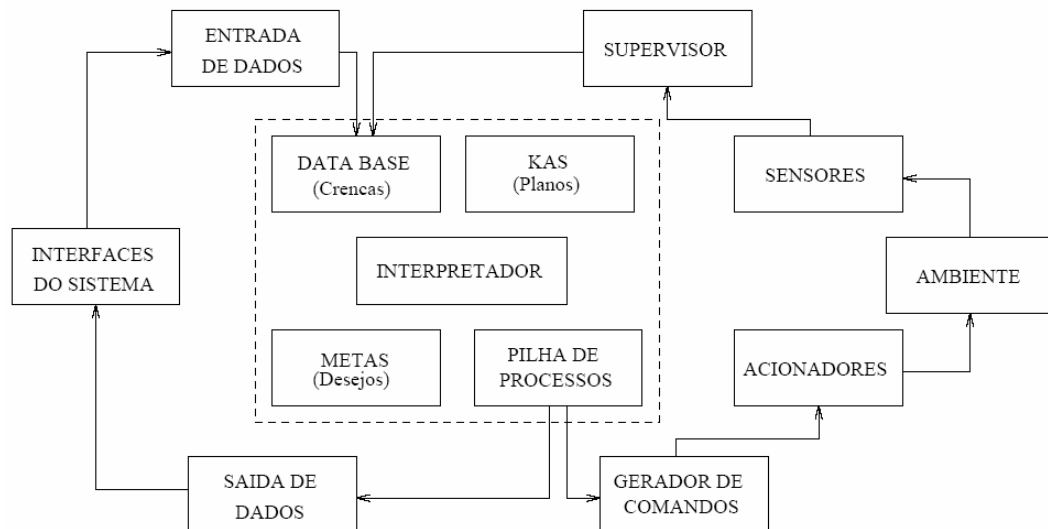 ENTRADA
DE DADOS
SUPERVISOR
DATA BASE
(Crencas)
KAS
(Planos)
SENSORES
INTERFACES
DO SISTEMA
INTERPRETADOR
AMBIENTE
METAS
(Desejos)
PILHA DE
PROCESSOS
ACIONADORES
SAIDA DE
DADOS
GERADOR DE
COMANDOS